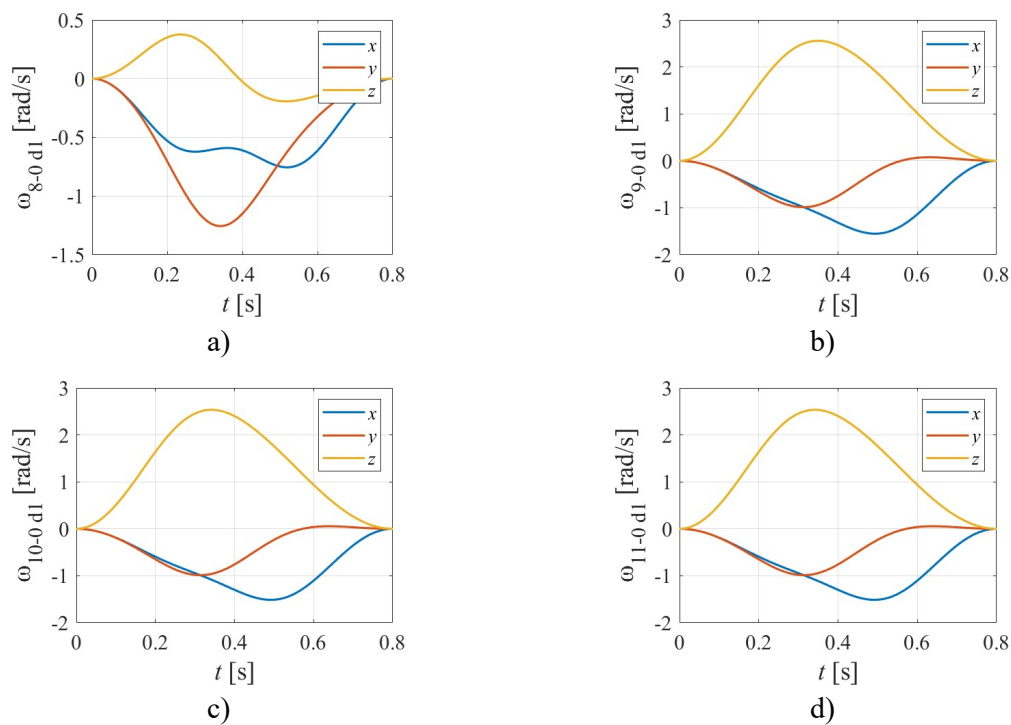 0.5
0
-0.5
-1
-1.5
0 0.2 0.4 0.6 0.8
x
y
z
ω8-0 d1 [rad/s]
t [s]
a)
3
2
1
0
-1
-2
0 0.2 0.4 0.6 0.8
x
y
z
ω9-0 d1 [rad/s]
t [s]
b)
3
2
1
0
-1
-2
0 0.2 0.4 0.6 0.8
x
y
z
ω10-0 d1 [rad/s]
t [s]
c)
3
2
1
0
-1
-2
0 0.2 0.4 0.6 0.8
x
y
z
ω11-0 d1 [rad/s]
t [s]
d)